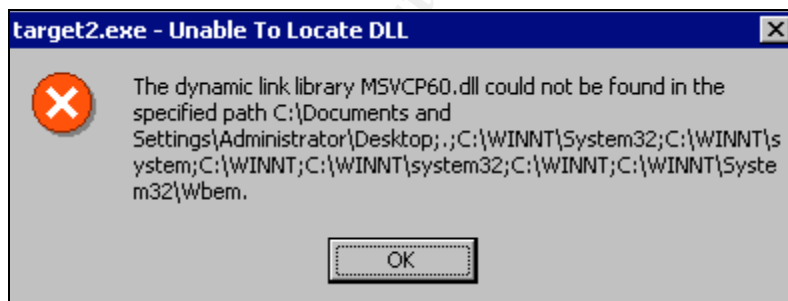 target2.exe - Unable To Locate DLL
The dynamic link library MSVCP60.dll could not be found in the
specified path C:\Documents and
Settings\Administrator\Desktop;.;C:\WINNT\System32;C:\WINNT\s
ystem;C:\WINNT;C:\WINNT\system32;C:\WINNT;C:\WINNT\Syste
m32\Wbem.
OK